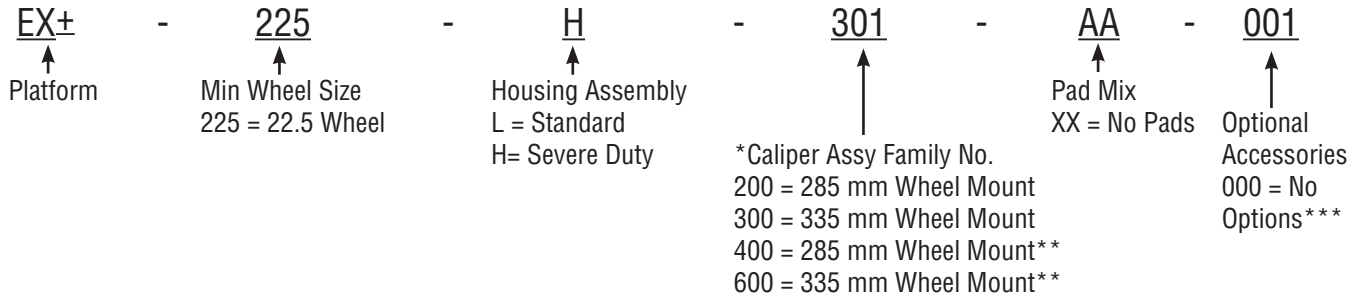 EX± - 225 - H - 301 - AA - 001
Platform
Min Wheel Size
225 = 22.5 Wheel
Housing Assembly
L = Standard
H= Severe Duty
*Caliper Assy Family No.
200 = 285 mm Wheel Mount
300 = 335 mm Wheel Mount
400 = 285 mm Wheel Mount**
600 = 335 mm Wheel Mount**
Pad Mix
XX = No Pads
Optional
Accessories
000 = No
Options***